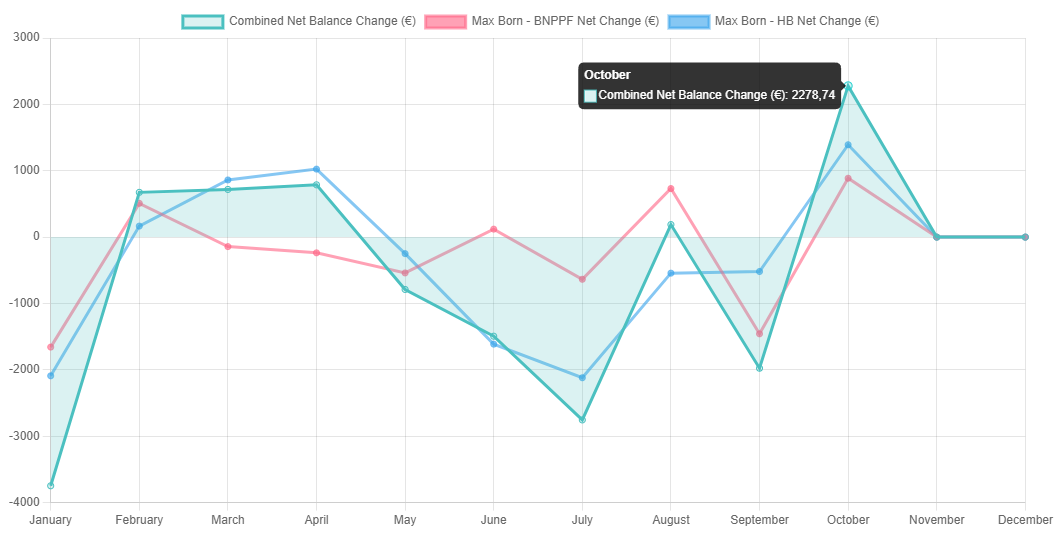 Combined Net Balance Change (€) Max Born - BNPPF Net Change (€) Max Born - HB Net Change (€)
3000
October
Combined Net Balance Change (€): 2278,74
2000
1000
0
-1000
-2000
-3000
-4000
January February March April May June July August September October November December